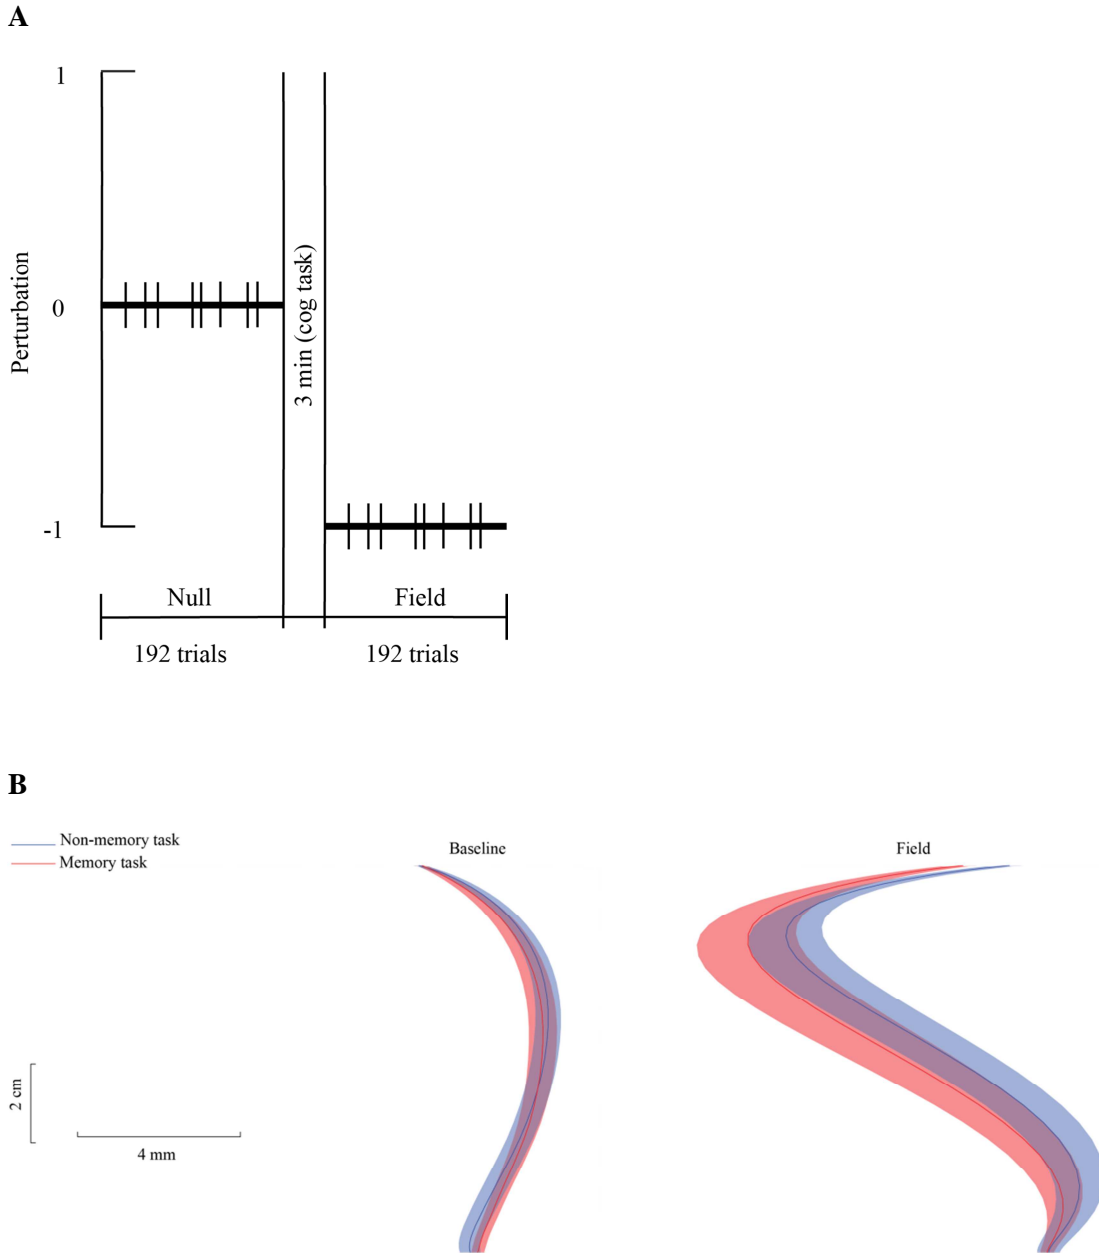 A
1
Perturbation
0
-1
3 min (cog task)
Null
Field
192 trials
192 trials
B
Non-memory task
Memory task
Baseline
Field
2 cm
4 mm